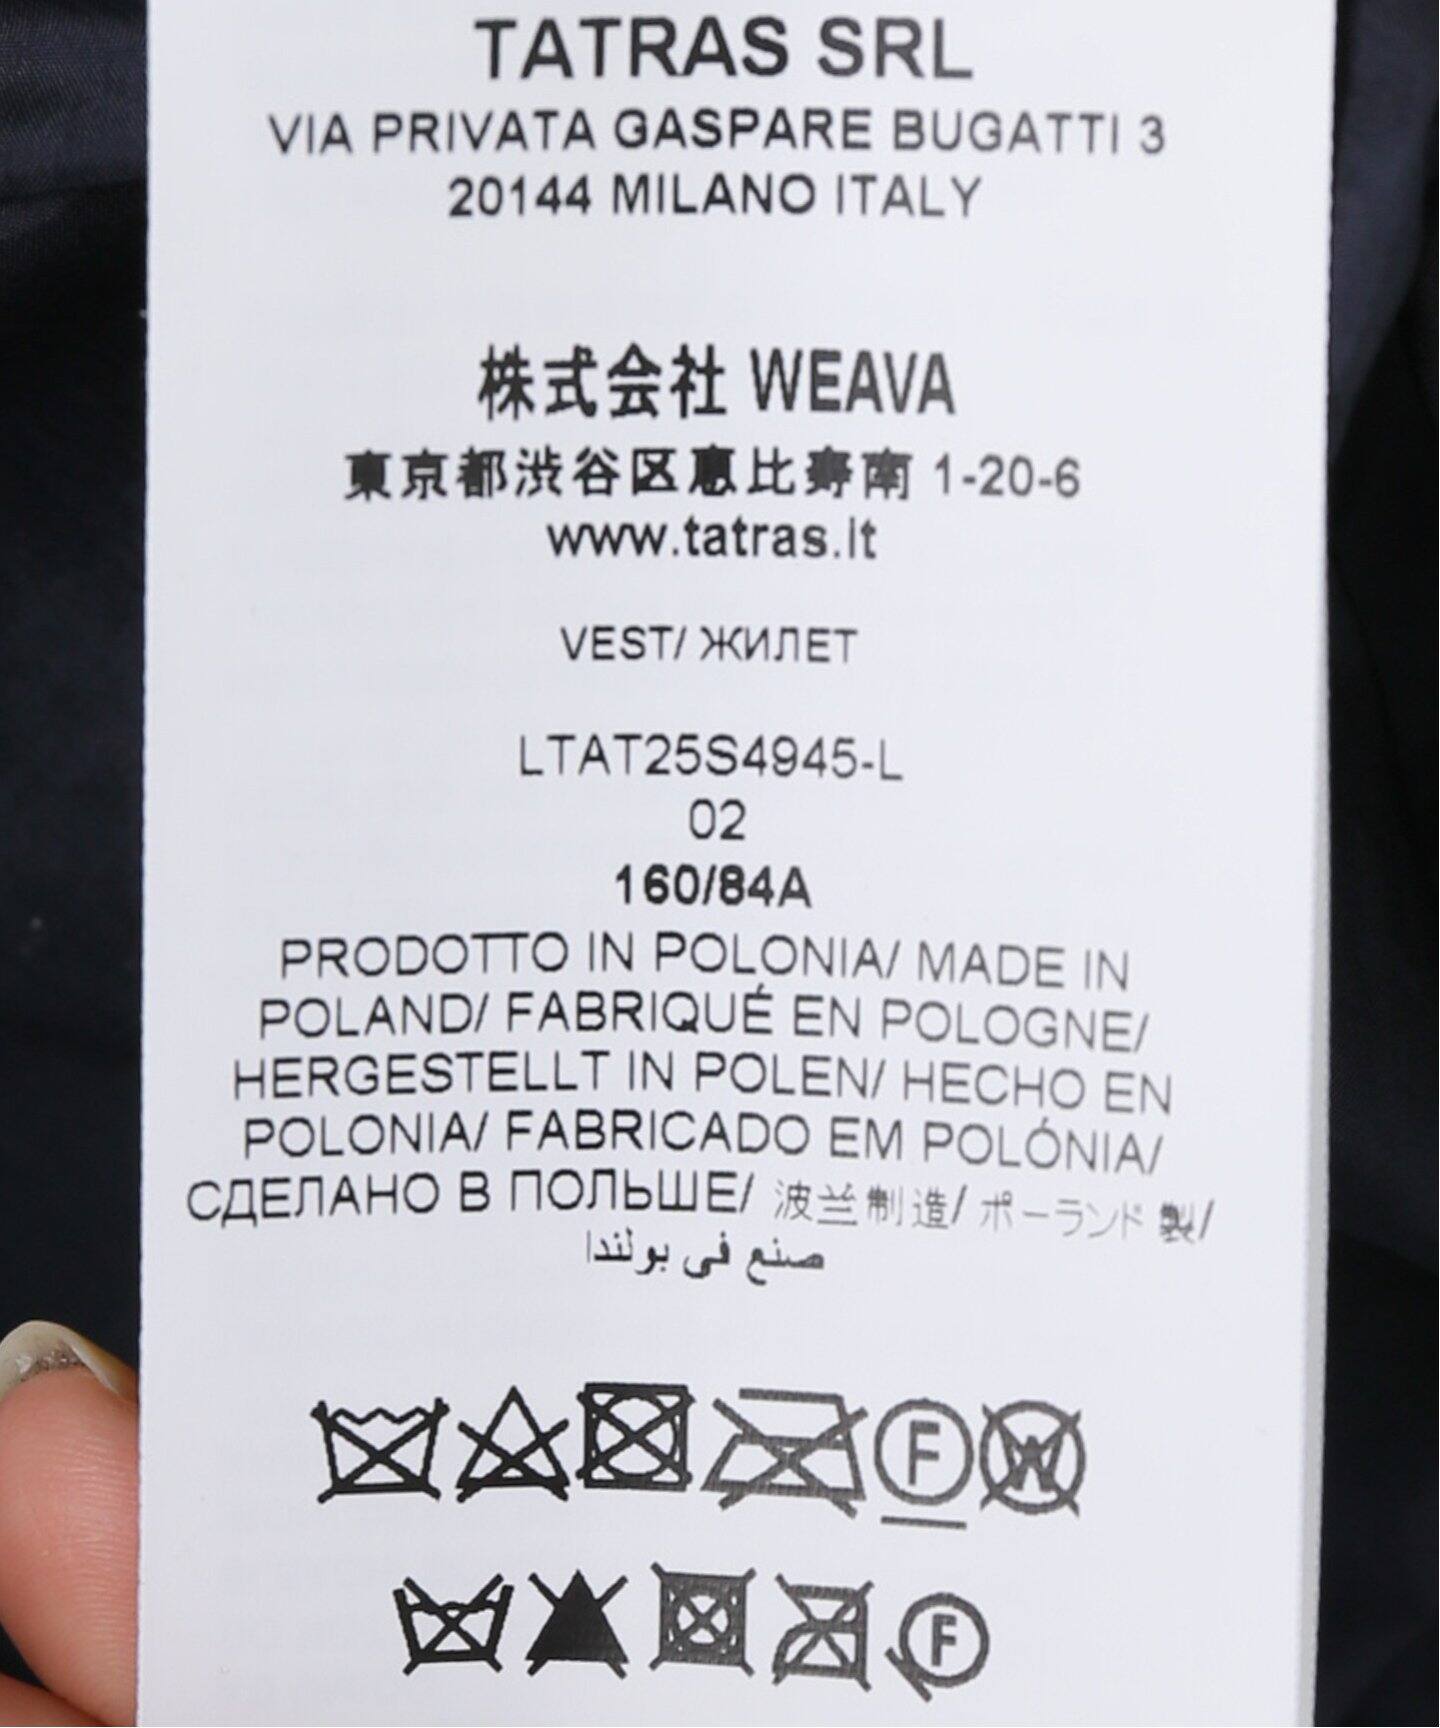 TATRAS SRL
VIA PRIVATA GASPARE BUGATTI 3
20144 MILANO ITALY
株式会社 WEAVA
東京都渋谷区恵比寿南 1-20-6
www.tatras.it
VEST/ ЖИЛЕТ
LTAT25S4945-L
02
160/84A
PRODOTTO IN POLONIA/ MADE IN
POLAND/ FABRIQUÉ EN POLOGNE/
HERGESTELLT IN POLEN/ HECHO EN
POLONIA/ FABRICADO EM POLÓNIA/
СДЕЛАНО В ПОЛЬШЕ/ 波兰制造/ ポーランド 製/
صنع في بولندا
F W
F